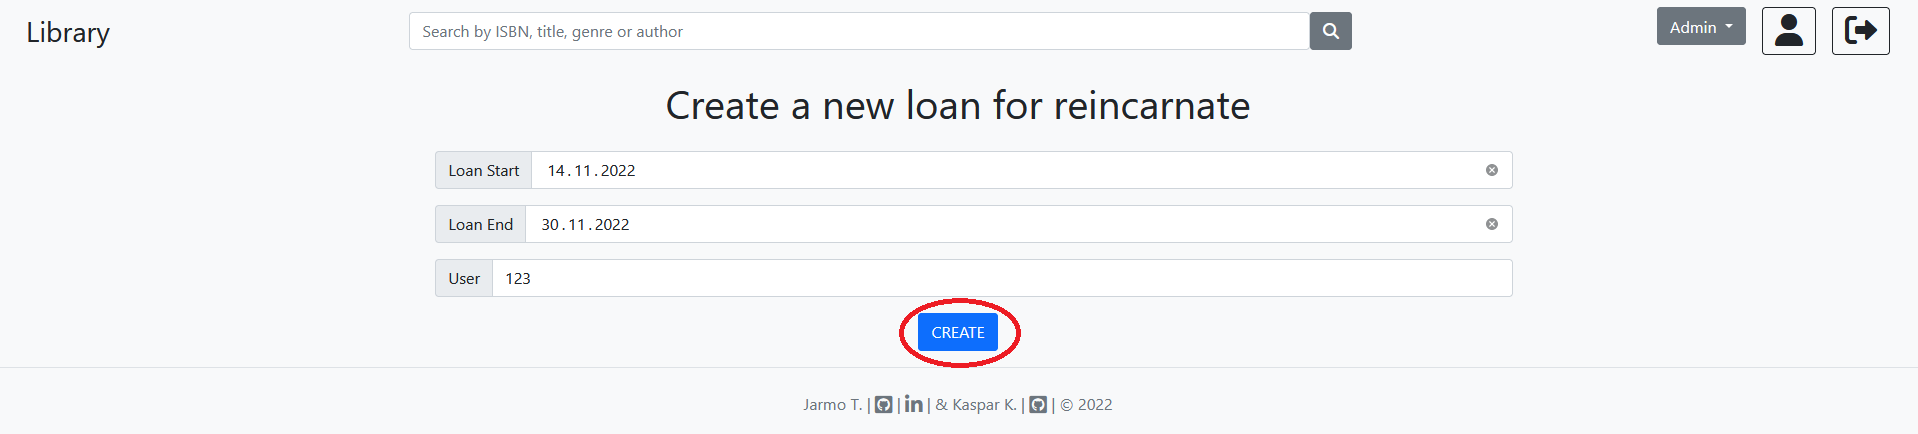 Library
Search by ISBN, title, genre or author
Admin
Create a new loan for reincarnate
Loan Start 14.11.2022
Loan End 30.11.2022
User 123
CREATE
Jarmo T. | | in | & Kaspar K. | | © 2022